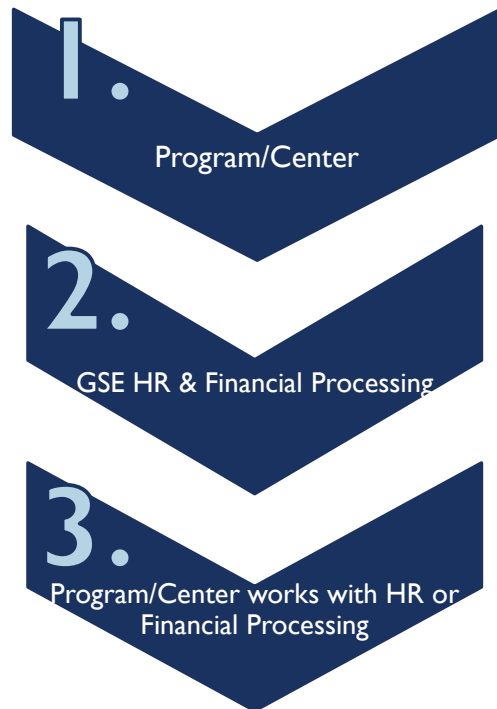 1.
Program/Center
2.
GSE HR & Financial Processing
3.
Program/Center works with HR or
Financial Processing